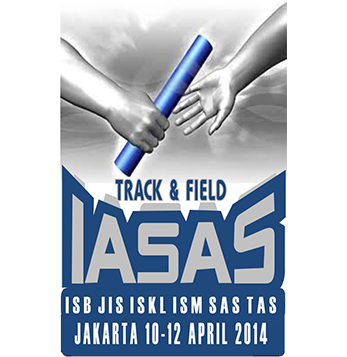 TRACK & FIELD
IASAS
ISB JIS ISKL ISM SAS TAS
JAKARTA 10-12 APRIL 2014